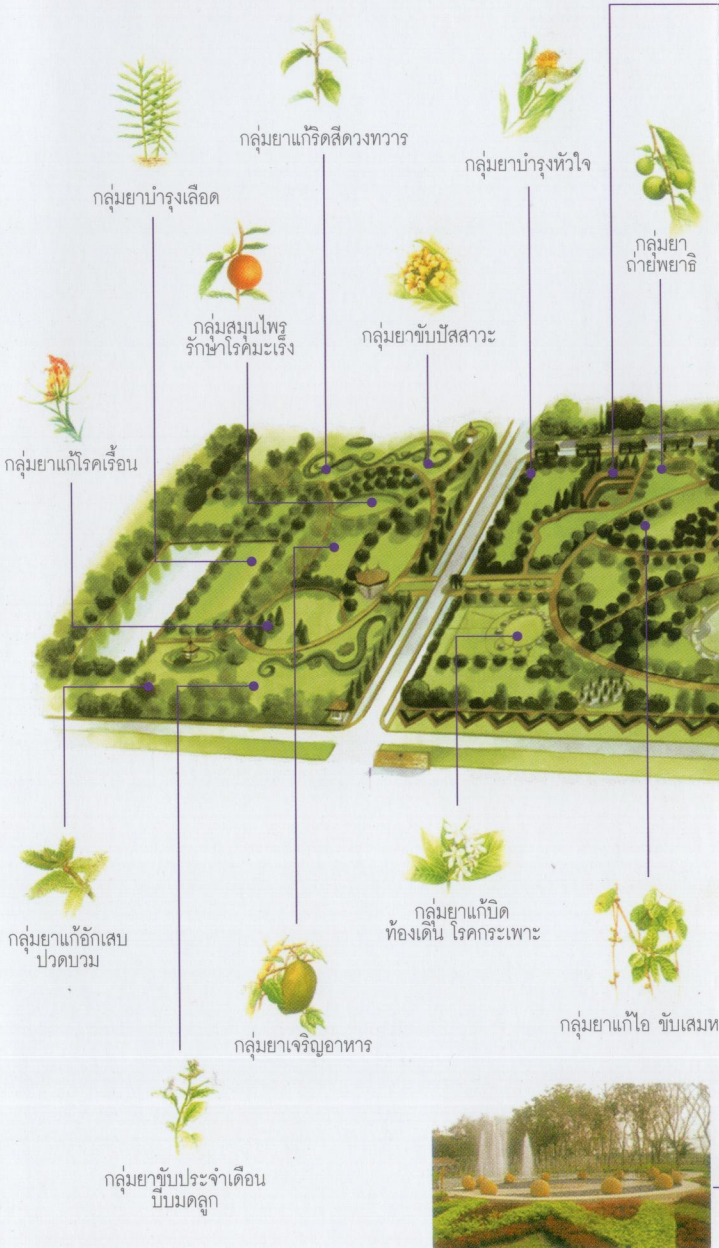 กลุ่มยาแก้ริดสีดวงทวาร
กลุ่มยาบำรุงหัวใจ
กลุ่มยาบำรุงเลือด
กลุ่มยา
ถ่ายพยาธิ
กลุ่มสมุนไพร
รักษาโรคมะเร็ง
กลุ่มยาขับปัสสาวะ
กลุ่มยาแก้โรคเรื้อน
กลุ่มยาแก้บิด
ท้องเดิน โรคกระเพาะ
กลุ่มยาแก้อักเสบ
ปวดบวม
กลุ่มยาแก้ไอ ขับเสมห
กลุ่มยาเจริญอาหาร
กลุ่มยาขับประจำเดือน
บีบมดลูก